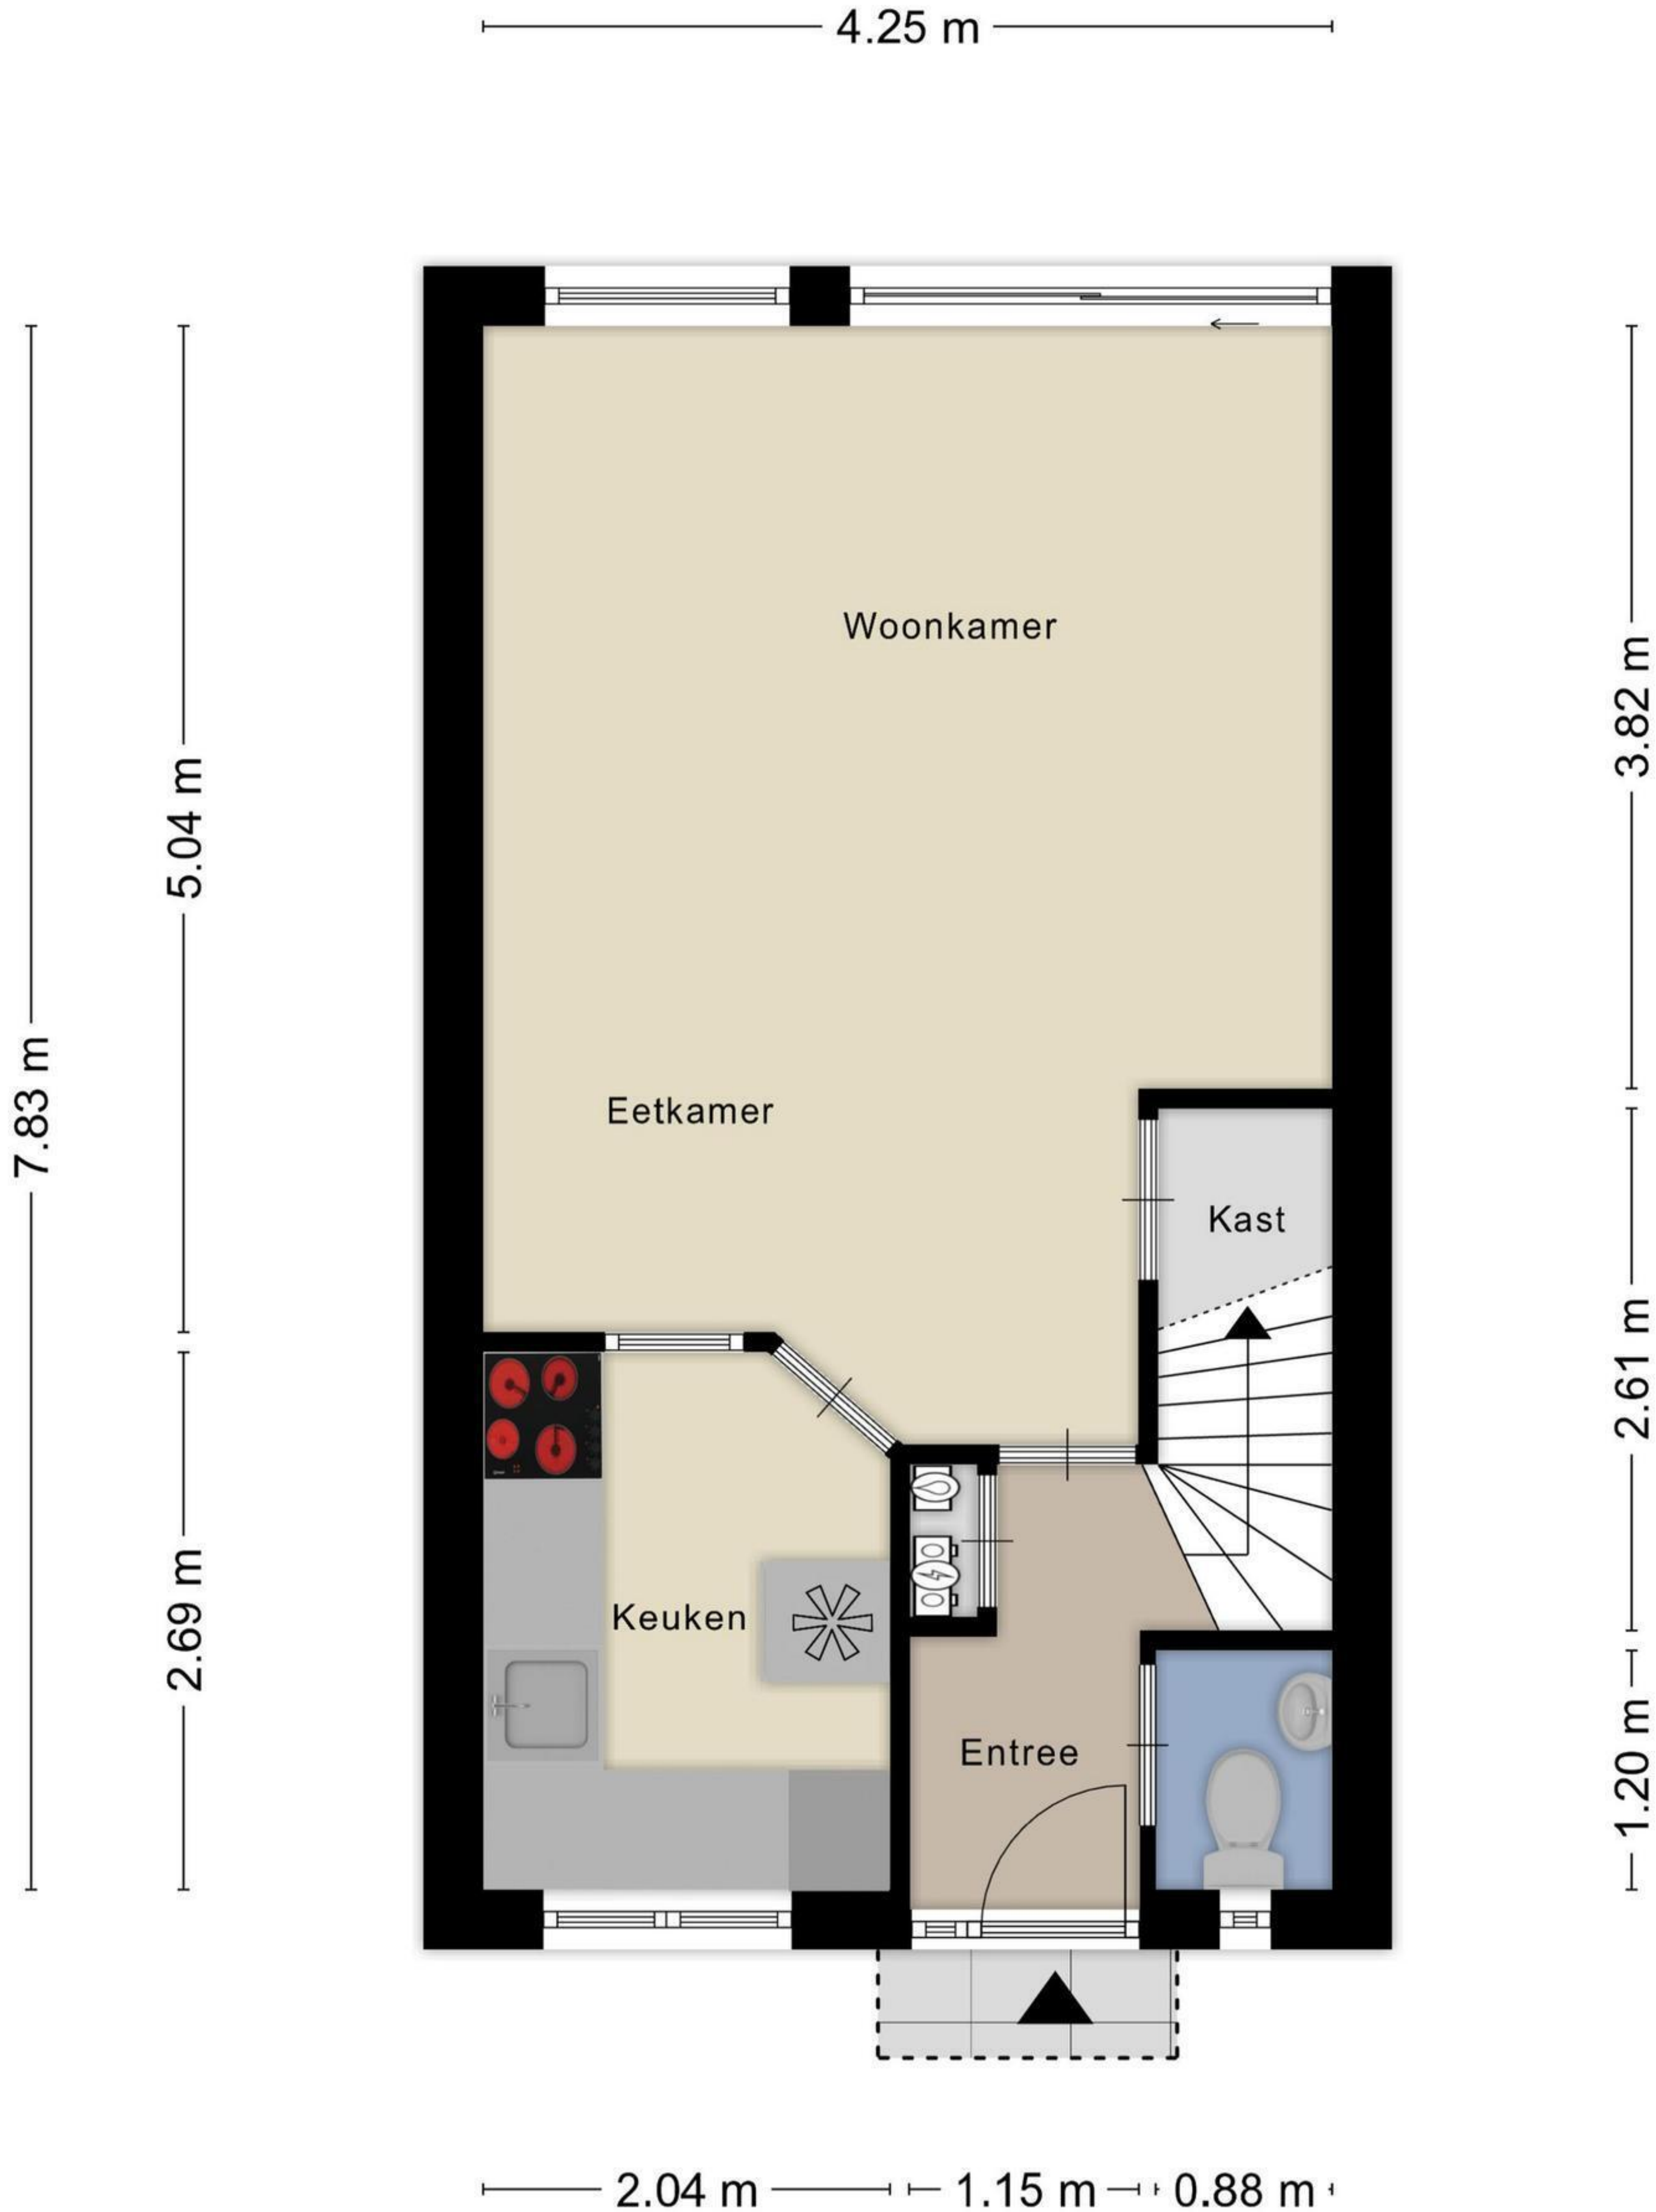 4.25 m
Woonkamer
3.82 m
5.04 m
7.83 m
Eetkamer
Kast
2.61 m
2.69 m
Keuken
Entree
1.20 m
2.04 m
1.15 m
0.88 m